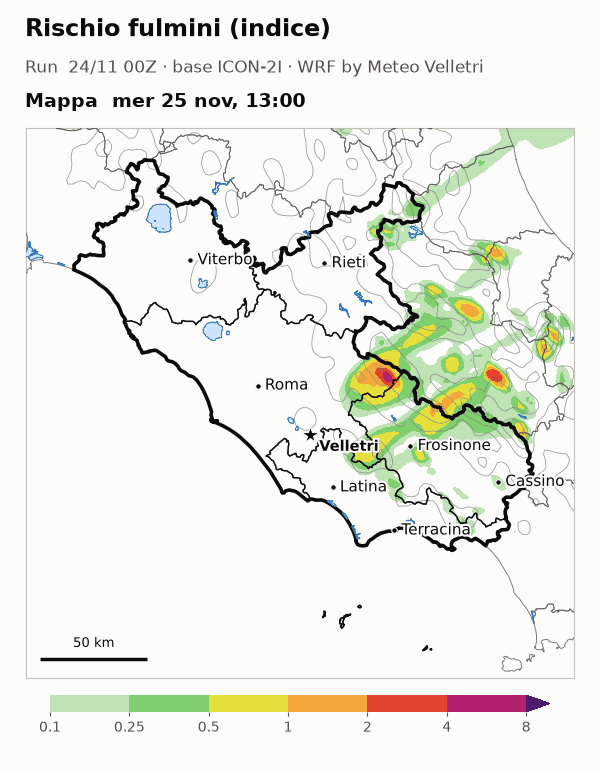 Rischio fulmini (indice)
Run  24/11 00Z · base ICON-2I · WRF by Meteo Velletri
Mappa  mer 25 nov, 13:00
Viterbo
Rieti
Roma
Velletri
Frosinone
Cassino
Latina
Terracina
50 km
0.1 0.25 0.5 1 2 4 8